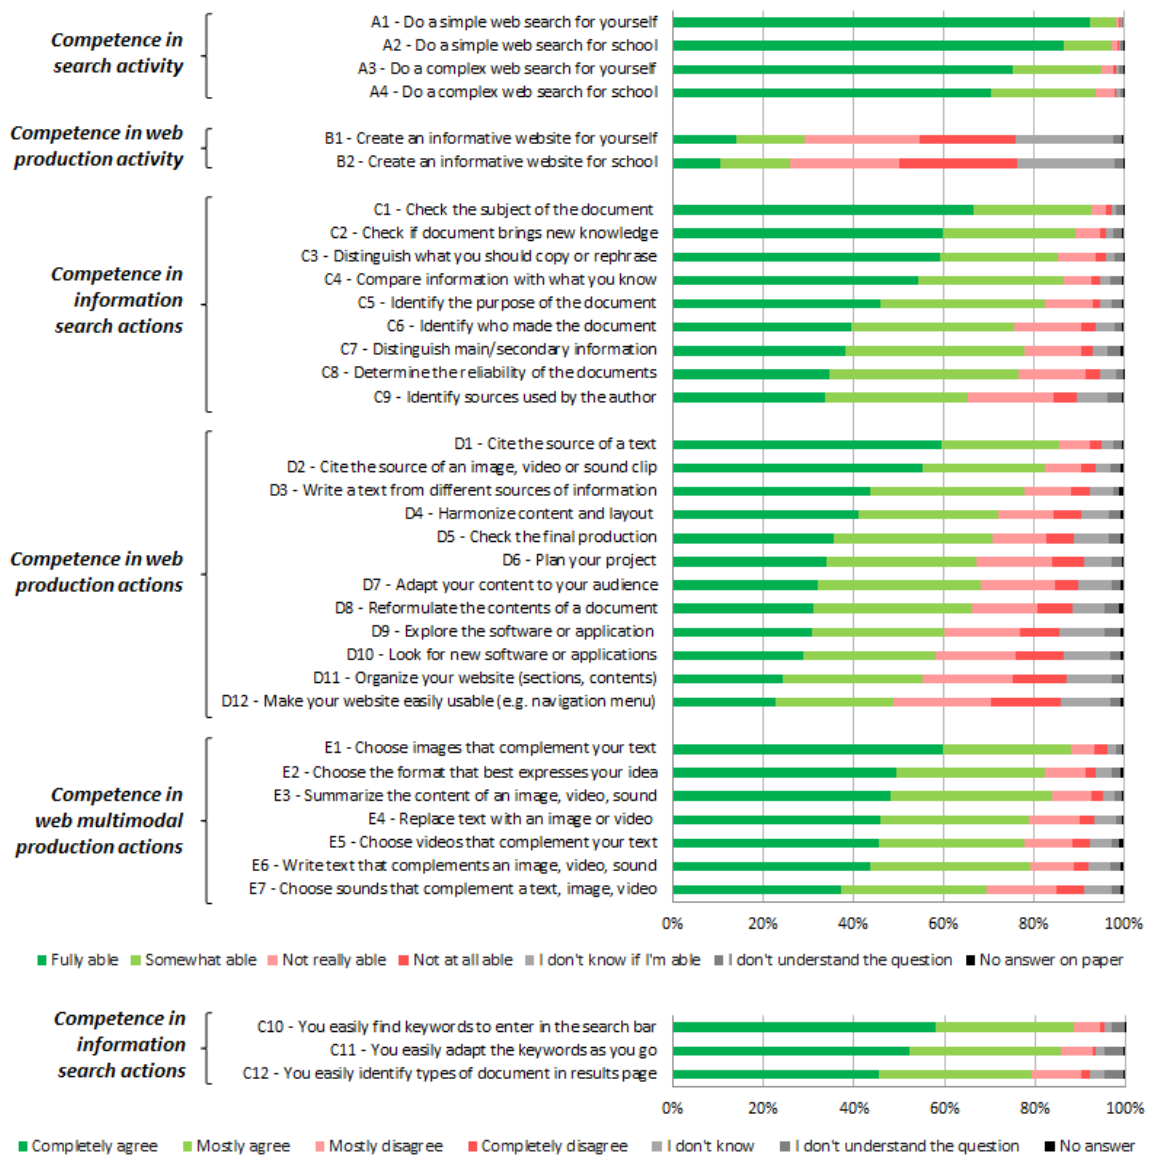 Competence in
search activity
A1 - Do a simple web search for yourself
A2 - Do a simple web search for school
A3 - Do a complex web search for yourself
A4 - Do a complex web search for school
Competence in web
production activity
B1 - Create an informative website for yourself
B2 - Create an informative website for school
Competence in
information
search actions
C1 - Check the subject of the document
C2 - Check if document brings new knowledge
C3 - Distinguish what you should copy or rephrase
C4 - Compare information with what you know
C5 - Identify the purpose of the document
C6 - Identify who made the document
C7 - Distinguish main/secondary information
C8 - Determine the reliability of the documents
C9 - Identify sources used by the author
Competence in web
production actions
D1 - Cite the source of a text
D2 - Cite the source of an image, video or sound clip
D3 - Write a text from different sources of information
D4 - Harmonize content and layout
D5 - Check the final production
D6 - Plan your project
D7 - Adapt your content to your audience
D8 - Reformulate the contents of a document
D9 - Explore the software or application
D10 - Look for new software or applications
D11 - Organize your website (sections, contents)
D12 - Make your website easily usable (e.g. navigation menu)
Competence in
web multimodal
production actions
E1 - Choose images that complement your text
E2 - Choose the format that best expresses your idea
E3 - Summarize the content of an image, video, sound
E4 - Replace text with an image or video
E5 - Choose videos that complement your text
E6 - Write text that complements an image, video, sound
E7 - Choose sounds that complement a text, image, video
0% 20% 40% 60% 80% 100%
Fully able Somewhat able Not really able Not at all able I don't know if I'm able I don't understand the question No answer on paper
Competence in
information
search actions
C10 - You easily find keywords to enter in the search bar
C11 - You easily adapt the keywords as you go
C12 - You easily identify types of document in results page
0% 20% 40% 60% 80% 100%
Completely agree Mostly agree Mostly disagree Completely disagree I don't know I don't understand the question No answer